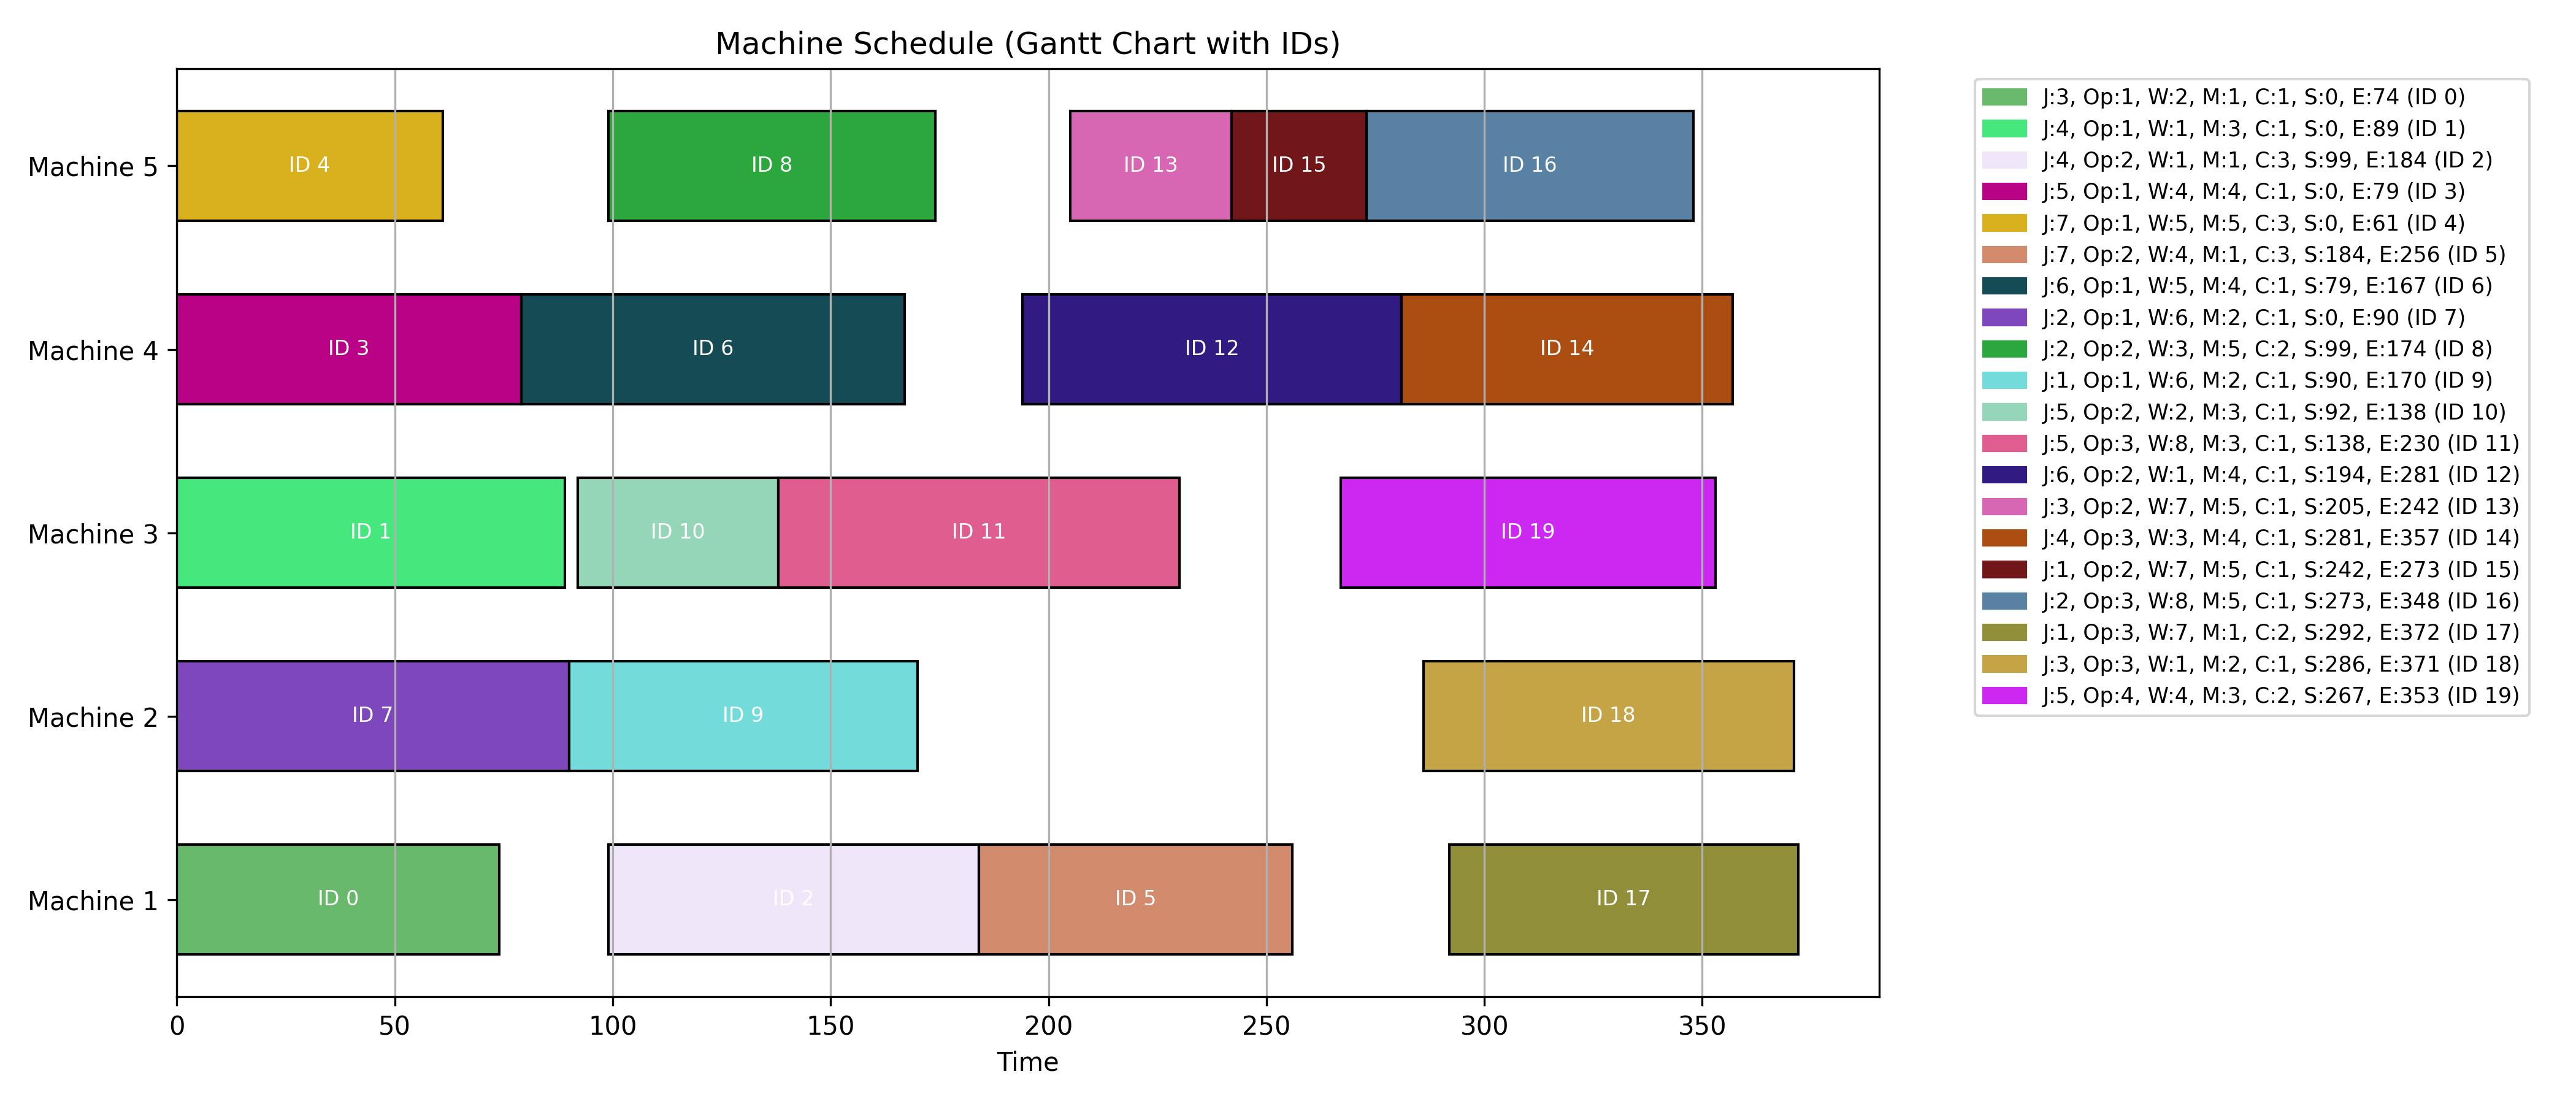 Machine Schedule (Gantt Chart with IDs)
Machine 5
ID 4
ID 8
ID 13
ID 15
ID 16
Machine 4
ID 3
ID 6
ID 12
ID 14
Machine 3
ID 1
ID 10
ID 11
ID 19
Machine 2
ID 7
ID 9
ID 18
Machine 1
ID 0
ID 2
ID 5
ID 17
0 50 100 150 200 250 300 350
Time
J:3, Op:1, W:2, M:1, C:1, S:0, E:74 (ID 0)
J:4, Op:1, W:1, M:3, C:1, S:0, E:89 (ID 1)
J:4, Op:2, W:1, M:1, C:3, S:99, E:184 (ID 2)
J:5, Op:1, W:4, M:4, C:1, S:0, E:79 (ID 3)
J:7, Op:1, W:5, M:5, C:3, S:0, E:61 (ID 4)
J:7, Op:2, W:4, M:1, C:3, S:184, E:256 (ID 5)
J:6, Op:1, W:5, M:4, C:1, S:79, E:167 (ID 6)
J:2, Op:1, W:6, M:2, C:1, S:0, E:90 (ID 7)
J:2, Op:2, W:3, M:5, C:2, S:99, E:174 (ID 8)
J:1, Op:1, W:6, M:2, C:1, S:90, E:170 (ID 9)
J:5, Op:2, W:2, M:3, C:1, S:92, E:138 (ID 10)
J:5, Op:3, W:8, M:3, C:1, S:138, E:230 (ID 11)
J:6, Op:2, W:1, M:4, C:1, S:194, E:281 (ID 12)
J:3, Op:2, W:7, M:5, C:1, S:205, E:242 (ID 13)
J:4, Op:3, W:3, M:4, C:1, S:281, E:357 (ID 14)
J:1, Op:2, W:7, M:5, C:1, S:242, E:273 (ID 15)
J:2, Op:3, W:8, M:5, C:1, S:273, E:348 (ID 16)
J:1, Op:3, W:7, M:1, C:2, S:292, E:372 (ID 17)
J:3, Op:3, W:1, M:2, C:1, S:286, E:371 (ID 18)
J:5, Op:4, W:4, M:3, C:2, S:267, E:353 (ID 19)